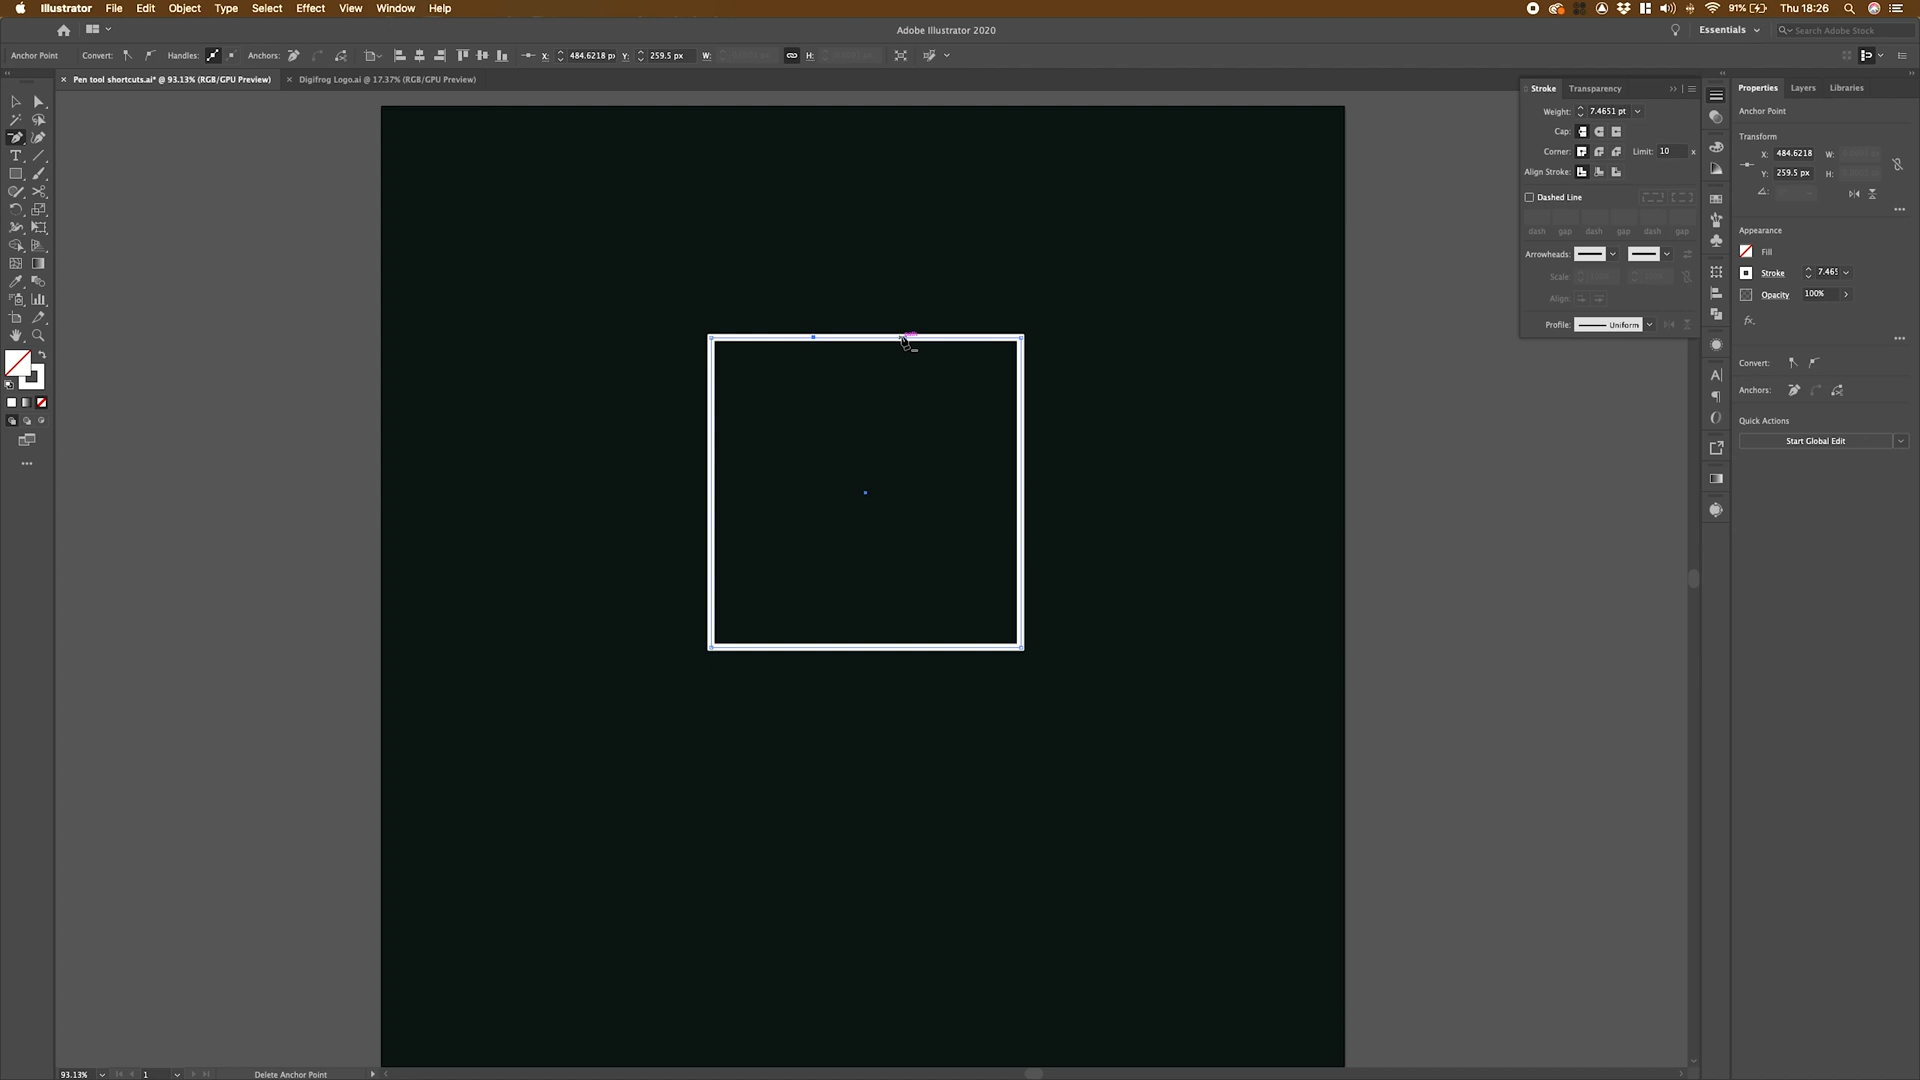 Illustrator File Edit Object Type Select Effect View Window Help
91% Thu 18:26
Adobe Illustrator 2020
Essentials
Search Adobe Stock
Anchor Point Convert: Handles: Anchors: X: 484.6218 p Y: 259.5 px W: H:
× Pen tool shortcuts.ai* @ 93.13% (RGB/GPU Preview) × Digifrog Logo.ai @ 17.37% (RGB/GPU Preview)
Stroke Transparency
Weight: 7.4651 pt
Cap:
Corner: Limit: 10 x
Align Stroke:
Dashed Line
dash gap dash gap dash gap
Arrowheads:
Scale: 100% 100%
Align:
Profile: Uniform
Properties Layers Libraries
Anchor Point
Transform
X: 484.6218 W:
Y: 259.5 px H:
Appearance
Fill
Stroke 7.465
Opacity 100%
fx.
Convert:
Anchors:
Quick Actions
Start Global Edit
93.13% 1 Delete Anchor Point